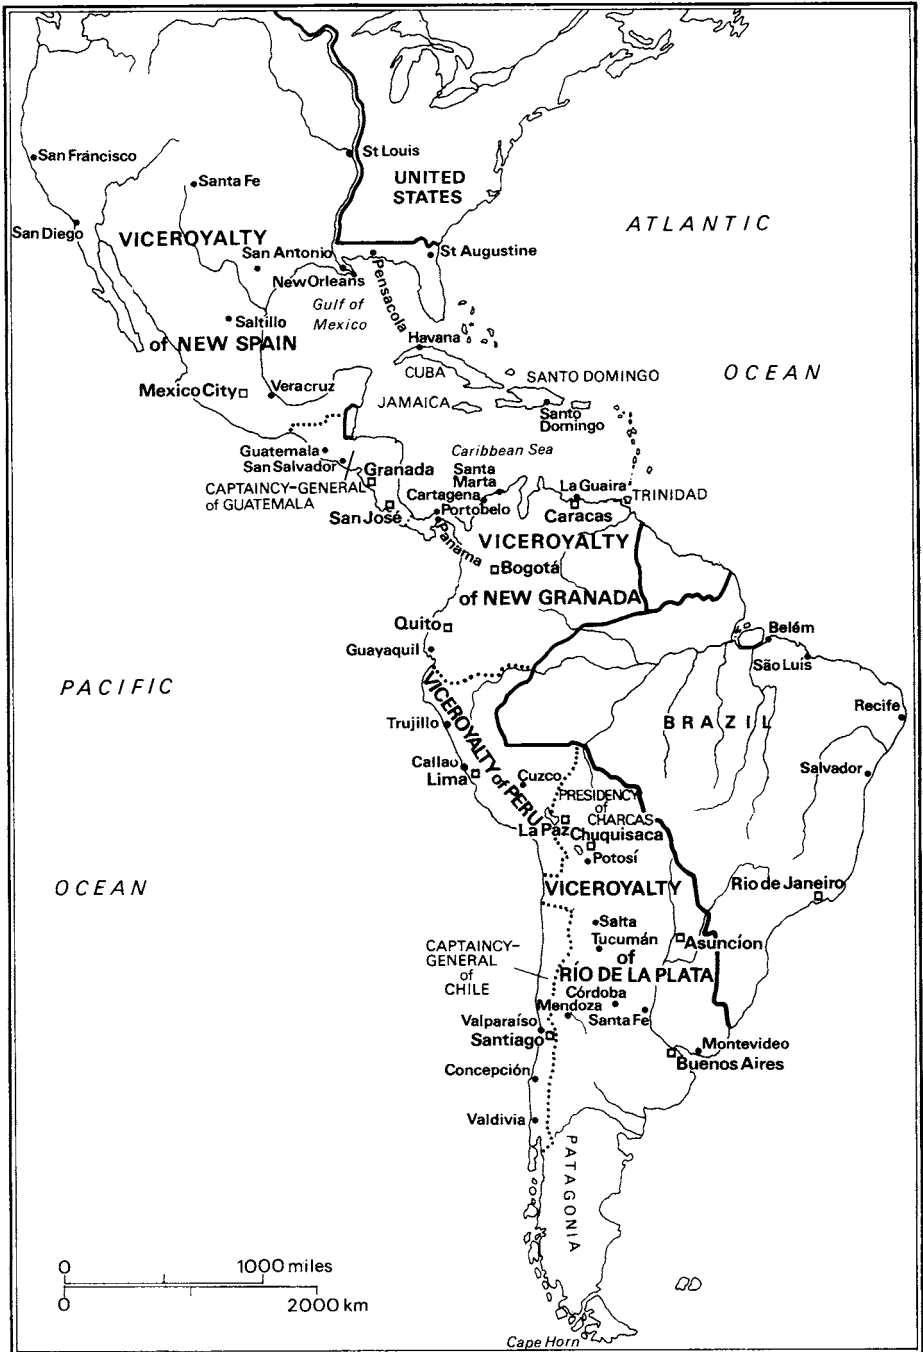 San Francisco
St Louis
UNITED
STATES
Santa Fe
San Diego
VICEROYALTY
ATLANTIC
San Antonio
St Augustine
New Orleans
Pensacola
Gulf of
Mexico
Saltillo
of NEW SPAIN
Havana
CUBA
SANTO DOMINGO
OCEAN
Mexico City
Veracruz
JAMAICA
Santo
Domingo
Guatemala
San Salvador
Caribbean Sea
CAPTAINCY-GENERAL
of GUATEMALA
Granada
Santa
Marta
La Guaira
TRINIDAD
Cartagena
Portobelo
San José
Caracas
Panama
VICEROYALTY
Bogotá
of NEW GRANADA
Quito
Belém
Guayaquil
São Luis
PACIFIC
VICEROYALTY of PERU
Recife
Trujillo
BRAZIL
Callao
Lima
Cuzco
Salvador
PRESIDENCY
of
CHARCAS
La Paz
Chuquisaca
Potosí
OCEAN
VICEROYALTY
Rio de Janeiro
Salta
Tucumán
Asuncíon
CAPTAINCY-
GENERAL
of
CHILE
of
RÍO DE LA PLATA
Córdoba
Mendoza
Santa Fe
Valparaíso
Santiago
Montevideo
Buenos Aires
Concepción
Valdivia
PATAGONIA
0 1000 miles
0 2000 km
Cape Horn